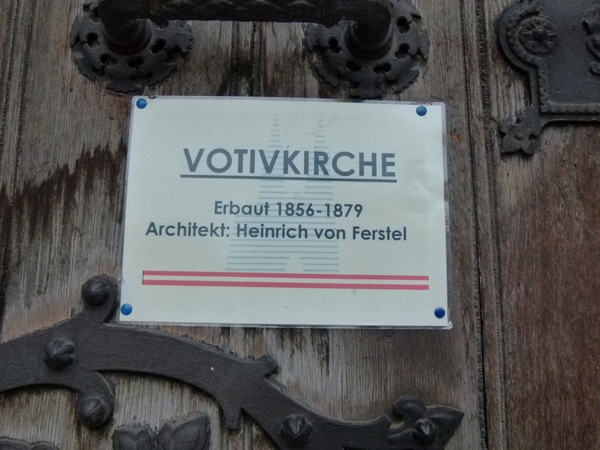 VOTIVKIRCHE
Erbaut 1856-1879
Architekt: Heinrich von Ferstel